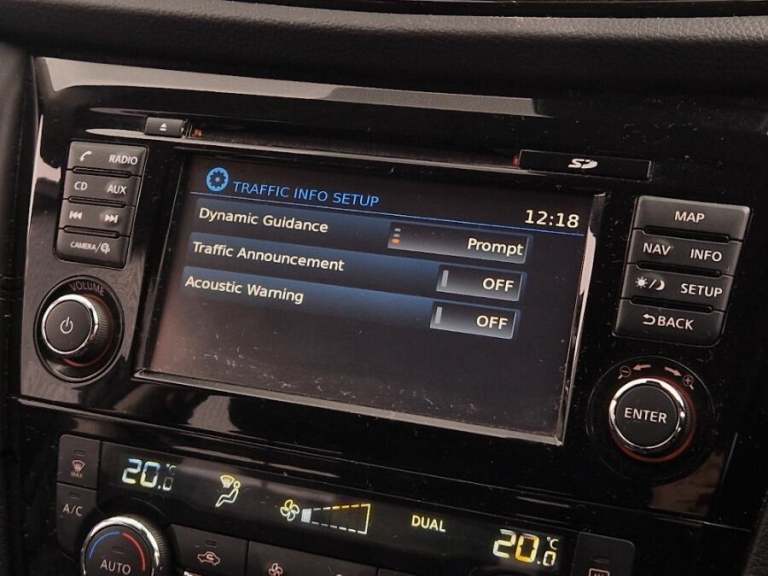 RADIO
CD AUX
CAMERA/
VOLUME
TRAFFIC INFO SETUP
12:18
Dynamic Guidance
Prompt
Traffic Announcement
OFF
Acoustic Warning
OFF
SD
MAP
NAV INFO
SETUP
BACK
ENTER
20.0°C
DUAL
20.0°C
A/C
AUTO